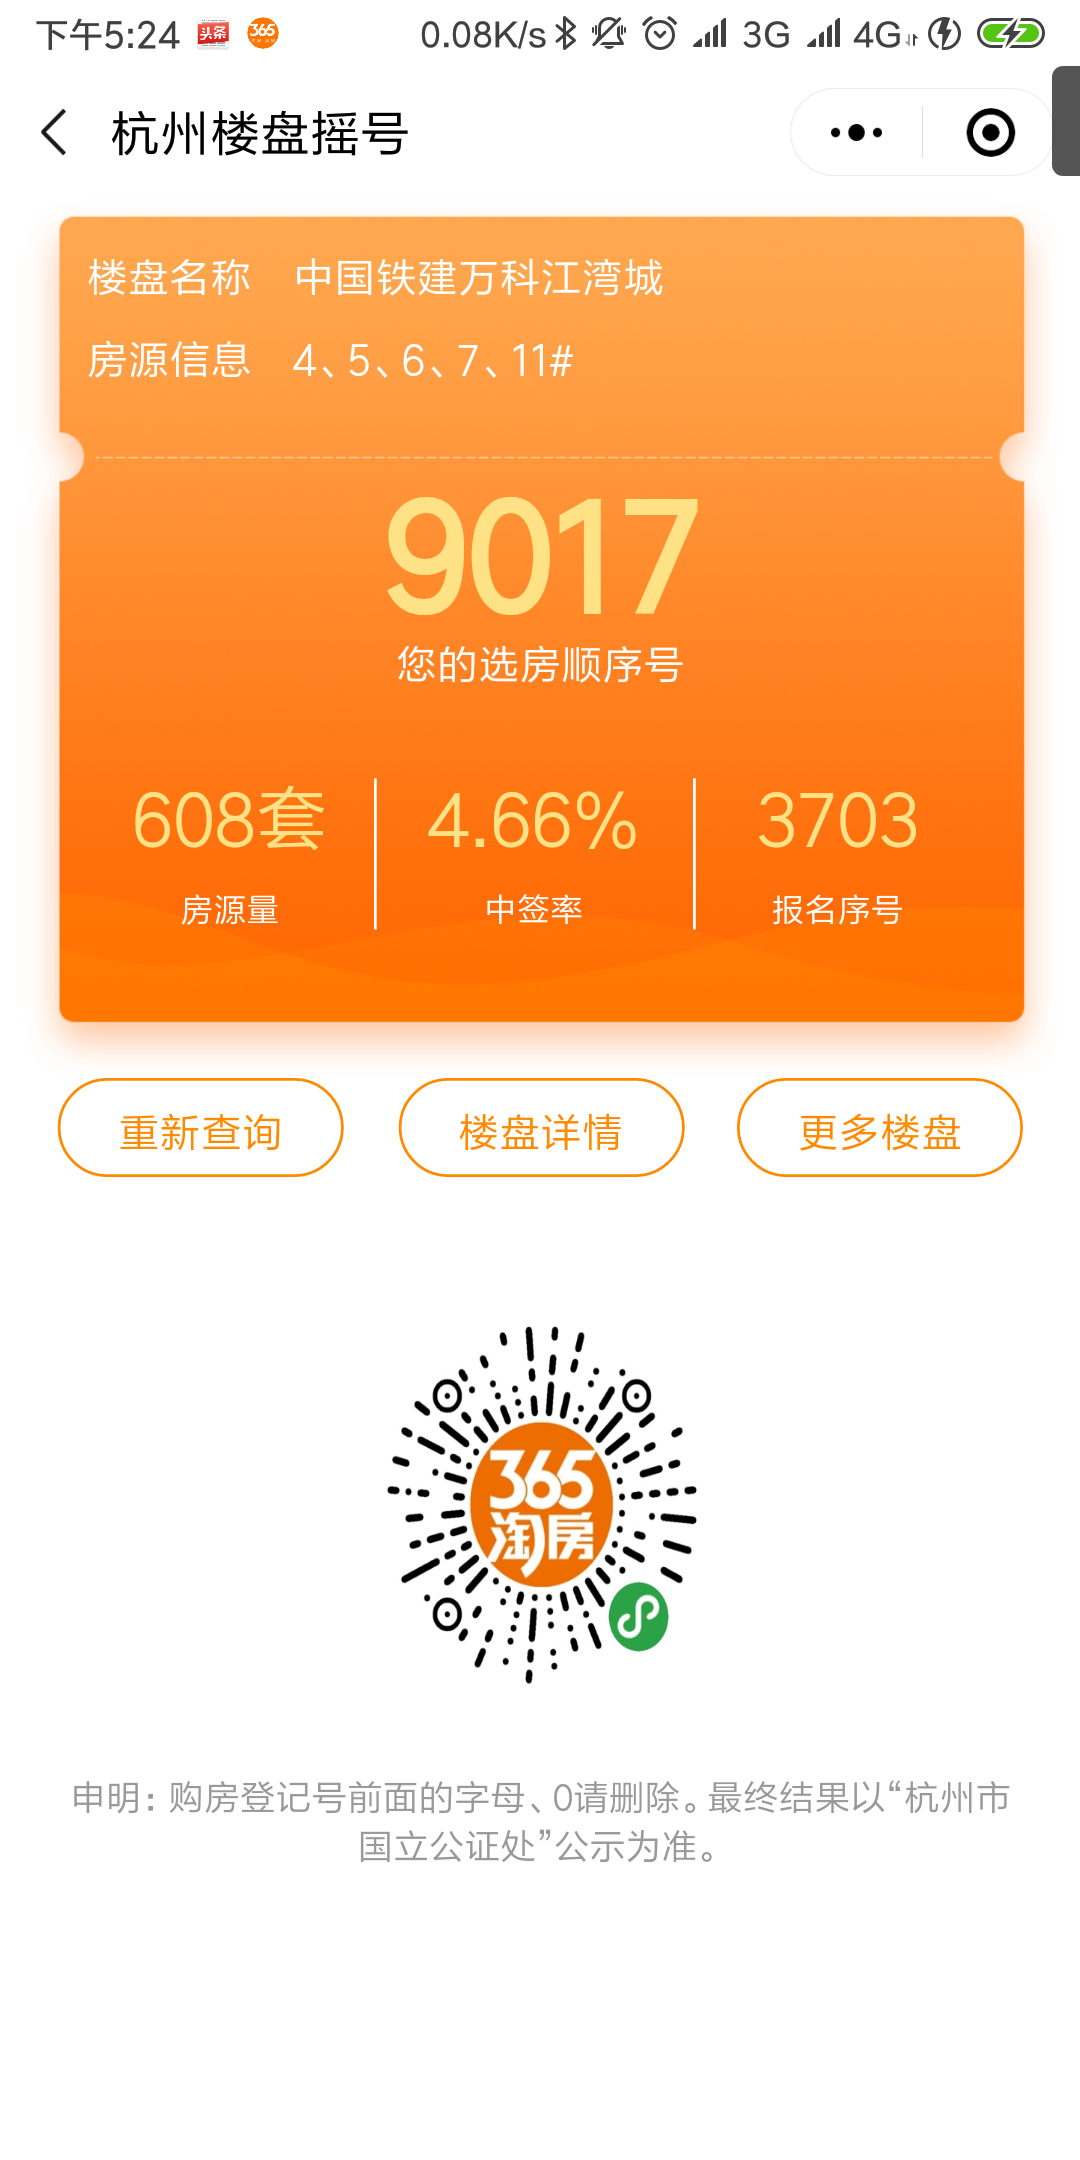 下午5:24 头条 365 0.08K/s 3G 4G
杭州楼盘摇号
楼盘名称 中国铁建万科江湾城
房源信息 4、5、6、7、11#
9017
您的选房顺序号
608套 4.66% 3703
房源量 中签率 报名序号
重新查询 楼盘详情 更多楼盘
365
淘房
申明：购房登记号前面的字母、0请删除。最终结果以“杭州市
国立公证处”公示为准。